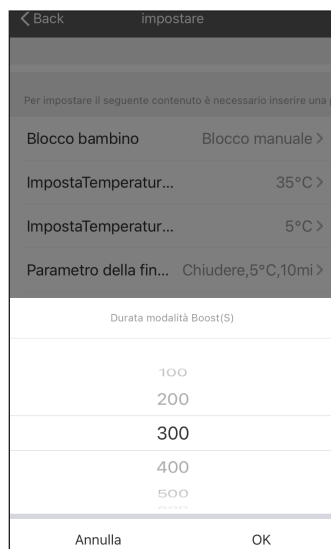 Back impostare
Per impostare il seguente contenuto è necessario inserire una
Blocco bambino Blocco manuale >
ImpostaTemperatur... 35°C >
ImpostaTemperatur... 5°C >
Parametro della fin... Chiudere,5°C,10mi >
Durata modalità Boost(S)
100
200
300
400
500
Annulla OK